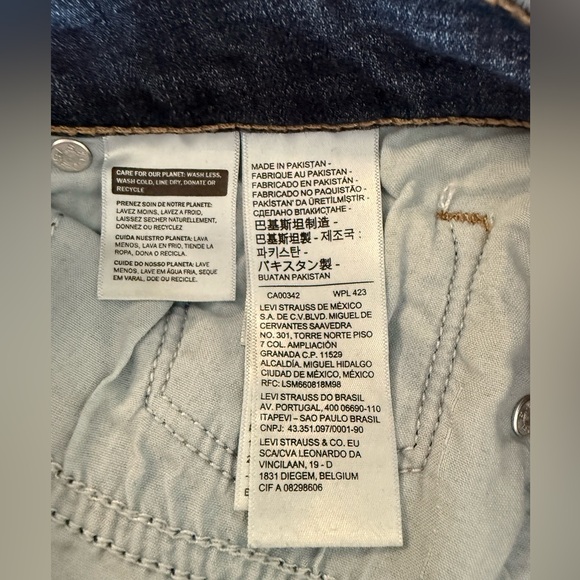 CARE FOR OUR PLANET: WASH LESS,
WASH COLD, LINE DRY, DONATE OR
RECYCLE
PRENEZ SOIN DE NOTRE PLANETE:
LAVEZ MOINS, LAVEZ A FROID,
LAISSEZ SECHER NATURELLEMENT,
DONNEZ OU RECYCLEZ
CUIDA NUESTRO PLANETA: LAVA
MENOS, LAVA EN FRIO, TIENDE LA
ROPA, DONA O RECICLA.
CUIDE DO NOSSO PLANETA: LAVE
MENOS, LAVE EM ÁGUA FRIA, SEQUE
EM VARAL, DOE OU RECICLE.
MADE IN PAKISTAN -
FABRIQUE AU PAKISTAN -
FABRICADO EN PAKISTÁN -
FABRICADO NO PAQUISTÃO -
PAKİSTAN' DA ÜRETİLMİŞTİR -
СДЕЛАНО ВПАКИСТАНЕ -
巴基斯坦制造 -
巴基斯坦製 - 제조국 :
파키스탄 -
パキスタン製 -
BUATAN PAKISTAN
CA00342 WPL 423
LEVI STRAUSS DE MÉXICO
S.A. DE C.V.BLVD. MIGUEL DE
CERVANTES SAAVEDRA
NO. 301, TORRE NORTE PISO
7 COL. AMPLIACIÓN
GRANADA C.P. 11529
ALCALDÍA, MIGUEL HIDALGO
CIUDAD DE MÉXICO, MÉXICO
RFC: LSM660818M98
LEVI STRAUSS DO BRASIL
AV. PORTUGAL, 400 06690-110
ITAPEVI – SAO PAULO BRASIL
CNPJ: 43.351.097/0001-90
LEVI STRAUSS & CO. EU
SCA/CVA LEONARDO DA
VINCILAAN, 19 - D
1831 DIEGEM, BELGIUM
CIF A 08298606